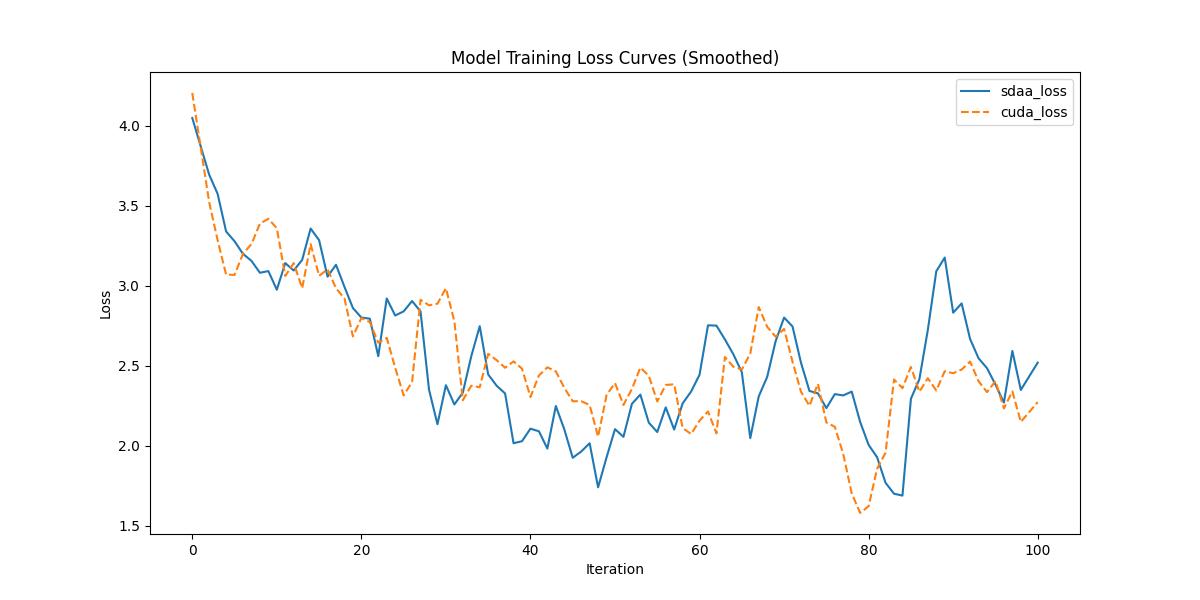 Model Training Loss Curves (Smoothed)
sdaa_loss
cuda_loss
4.0
3.5
3.0
2.5
2.0
1.5
Loss
0 20 40 60 80 100
Iteration